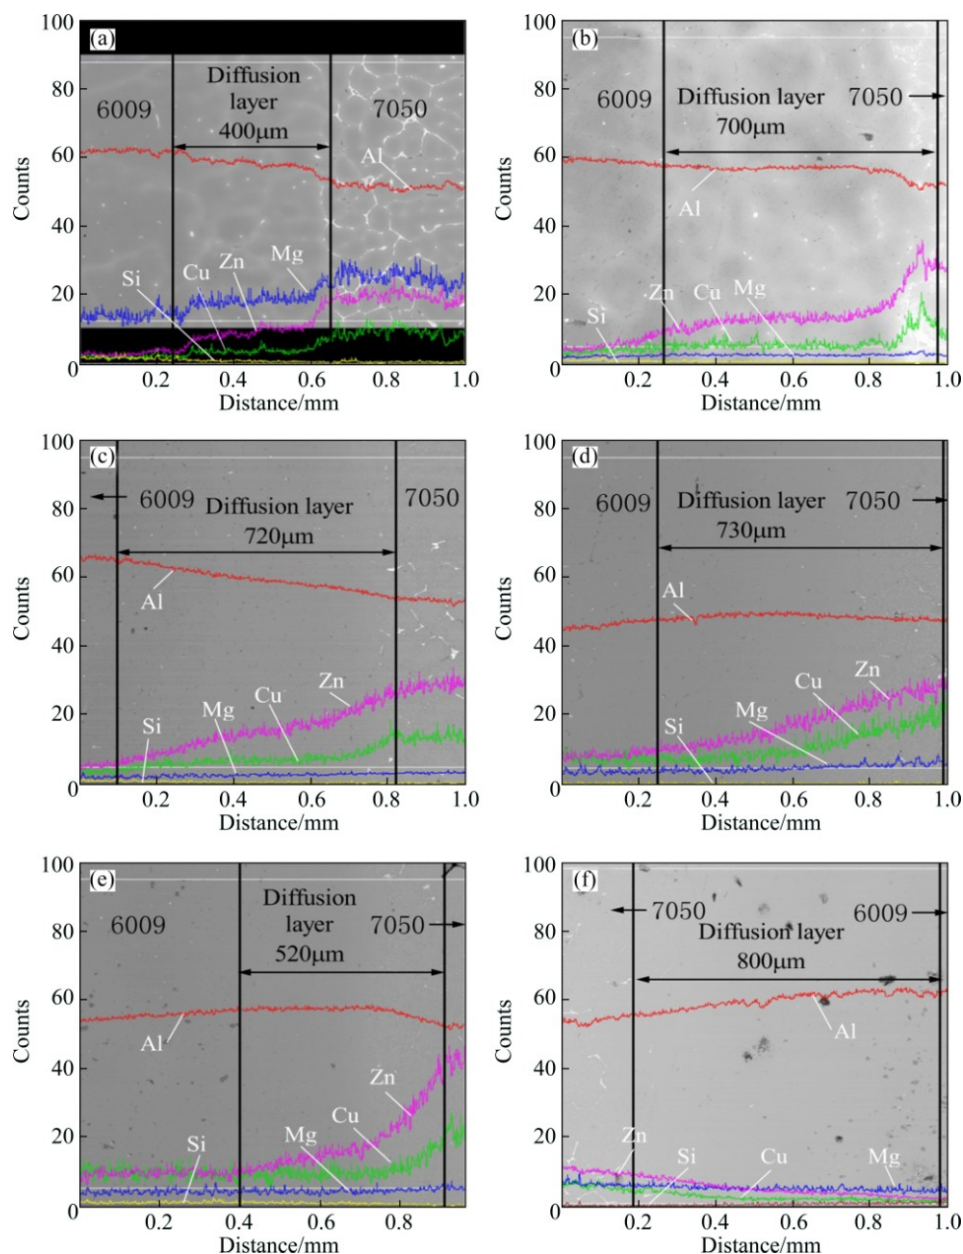 (a)
100
80
60
40
20
0
Counts
6009
Diffusion
layer
400μm
7050
Al
Si
Cu
Zn
Mg
0.2 0.4 0.6 0.8 1.0
Distance/mm
(b)
100
80
60
40
20
0
Counts
6009
Diffusion layer
700μm
7050
Al
Si
Zn
Cu
Mg
0.2 0.4 0.6 0.8 1.0
Distance/mm
(c)
100
80
60
40
20
0
Counts
6009
Diffusion layer
720μm
7050
Al
Si
Mg
Cu
Zn
0.2 0.4 0.6 0.8 1.0
Distance/mm
(d)
100
80
60
40
20
0
Counts
6009
Diffusion layer
730μm
7050
Al
Si
Mg
Cu
Zn
0.2 0.4 0.6 0.8 1.0
Distance/mm
(e)
100
80
60
40
20
0
Counts
6009
Diffusion
layer
520μm
7050
Al
Si
Mg
Cu
Zn
0.2 0.4 0.6 0.8
Distance/mm
(f)
100
80
60
40
20
0
Counts
7050
Diffusion layer
800μm
6009
Al
Zn
Si
Cu
Mg
0.2 0.4 0.6 0.8 1.0
Distance/mm